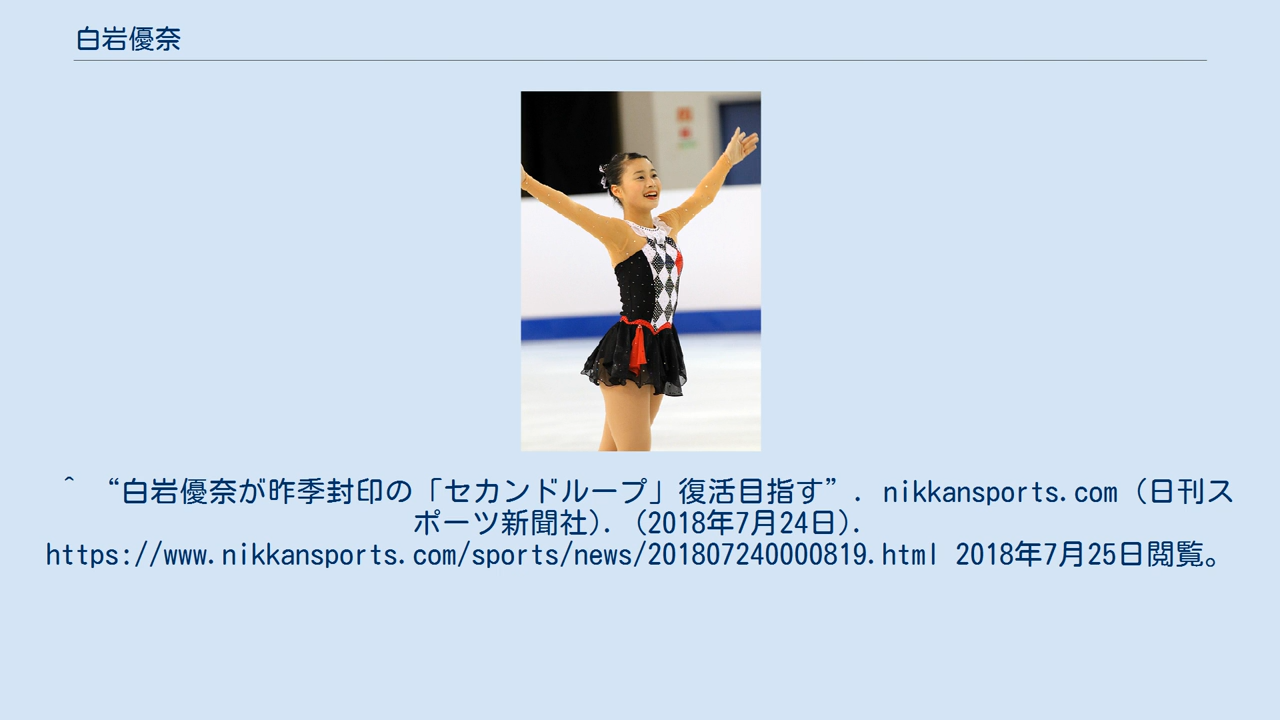 白岩優奈
^ “白岩優奈が昨季封印の「セカンドループ」復活目指す”. nikkansports.com (日刊ス
ポーツ新聞社). (2018年7月24日).
https://www.nikkansports.com/sports/news/201807240000819.html 2018年7月25日閲覧。